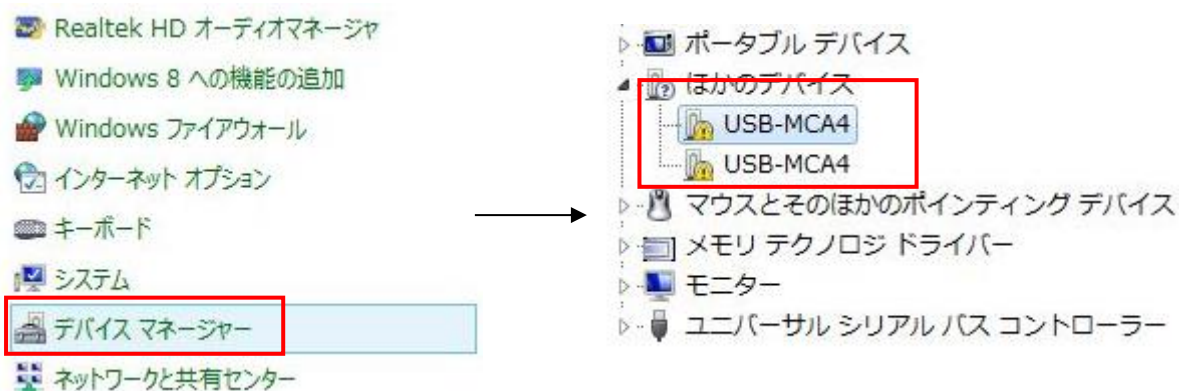 Realtek HD オーディオマネージャ
Windows 8 への機能の追加
Windows ファイアウォール
インターネット オプション
キーボード
システム
デバイス マネージャー
ネットワークと共有センター
ポータブル デバイス
ほかのデバイス
USB-MCA4
USB-MCA4
マウスとそのほかのポインティング デバイス
メモリ テクノロジ ドライバー
モニター
ユニバーサル シリアル バス コントローラー